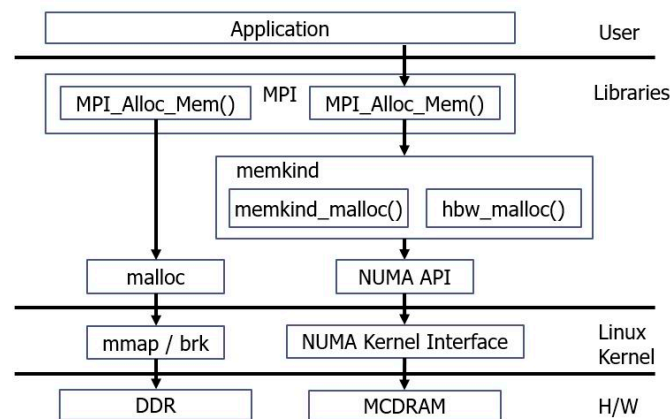 Application
User
MPI
Libraries
MPI_Alloc_Mem()
MPI_Alloc_Mem()
memkind
memkind_malloc()
hbw_malloc()
malloc
NUMA API
mmap / brk
NUMA Kernel Interface
Linux
Kernel
DDR
MCDRAM
H/W